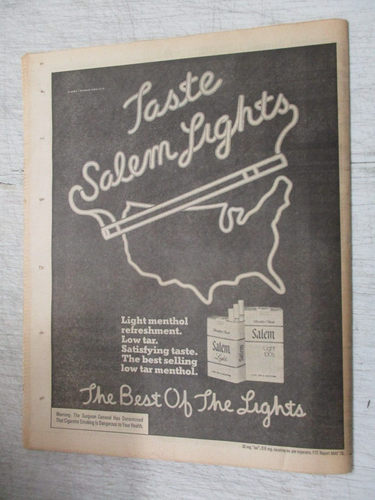 Taste
Salem Lights
Light menthol
refreshment.
Low tar.
Satisfying taste.
The best selling
low tar menthol.
Salem
Lights
Salem
LIGHT
100's
The Best Of The Lights
Warning: The Surgeon General Has Determined
That Cigarette Smoking Is Dangerous to Your Health.